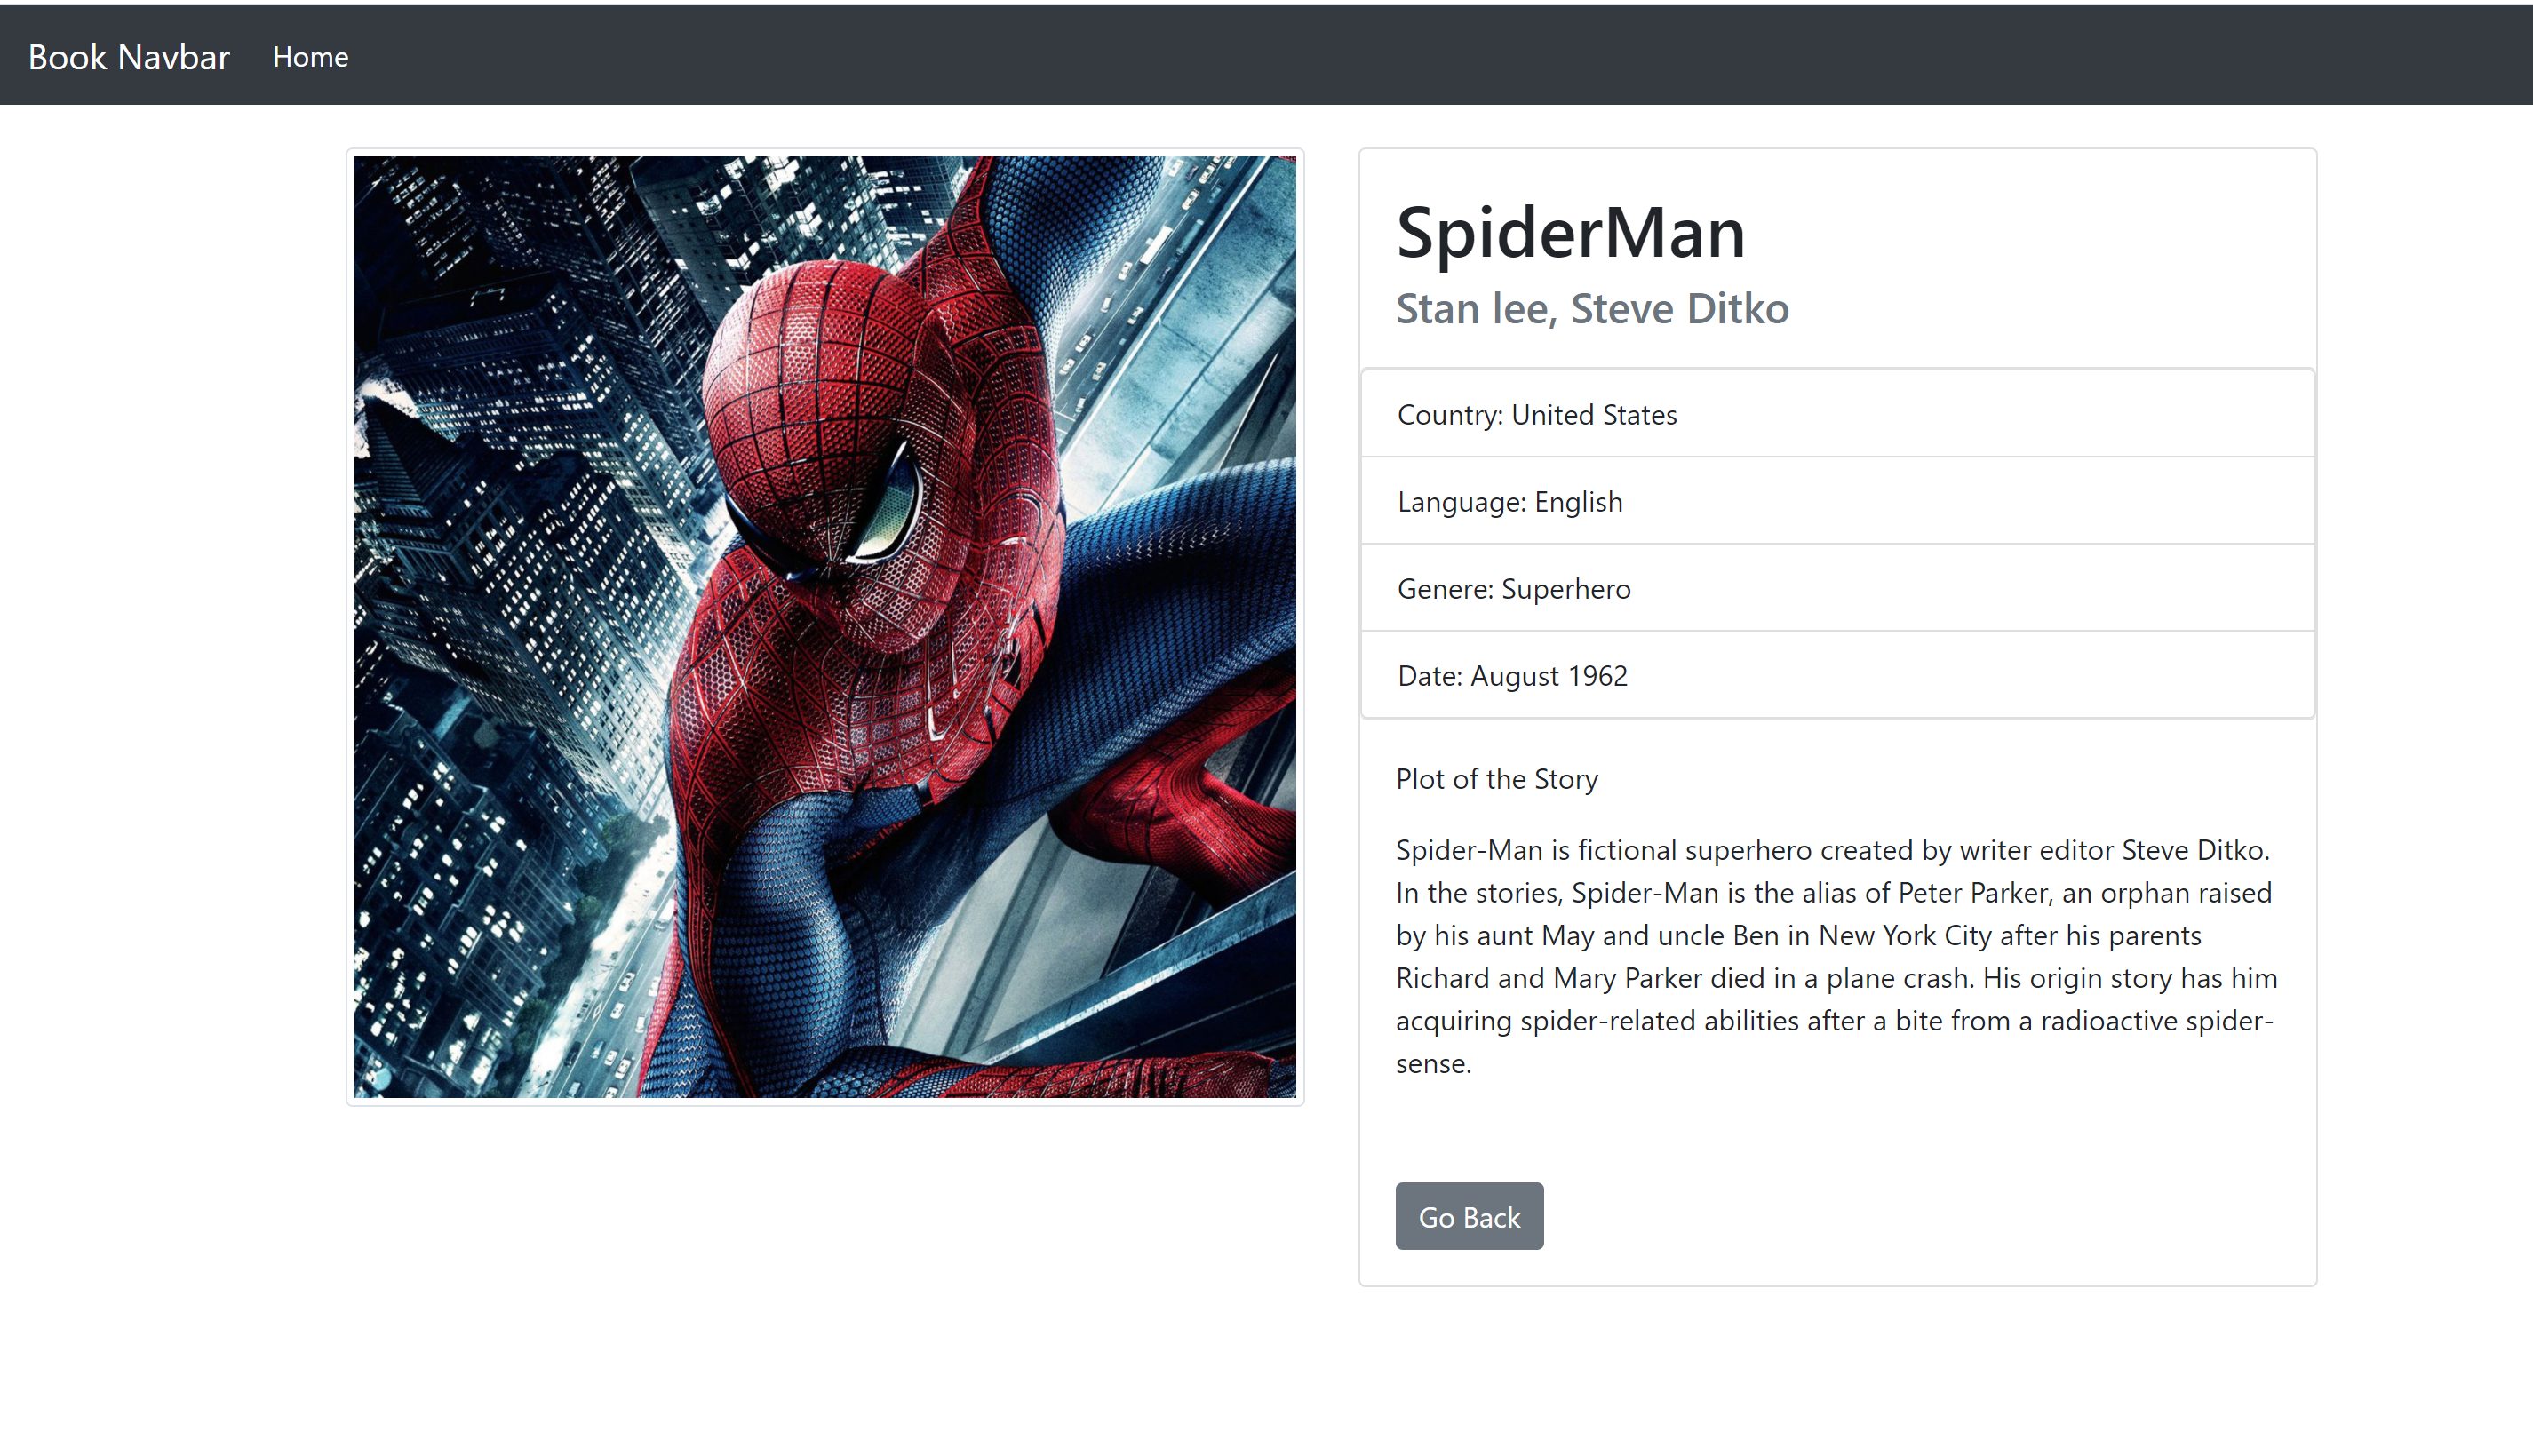 Book Navbar Home
SpiderMan
Stan lee, Steve Ditko
Country: United States
Language: English
Genere: Superhero
Date: August 1962
Plot of the Story
Spider-Man is fictional superhero created by writer editor Steve Ditko.
In the stories, Spider-Man is the alias of Peter Parker, an orphan raised
by his aunt May and uncle Ben in New York City after his parents
Richard and Mary Parker died in a plane crash. His origin story has him
acquiring spider-related abilities after a bite from a radioactive spider-
sense.
Go Back